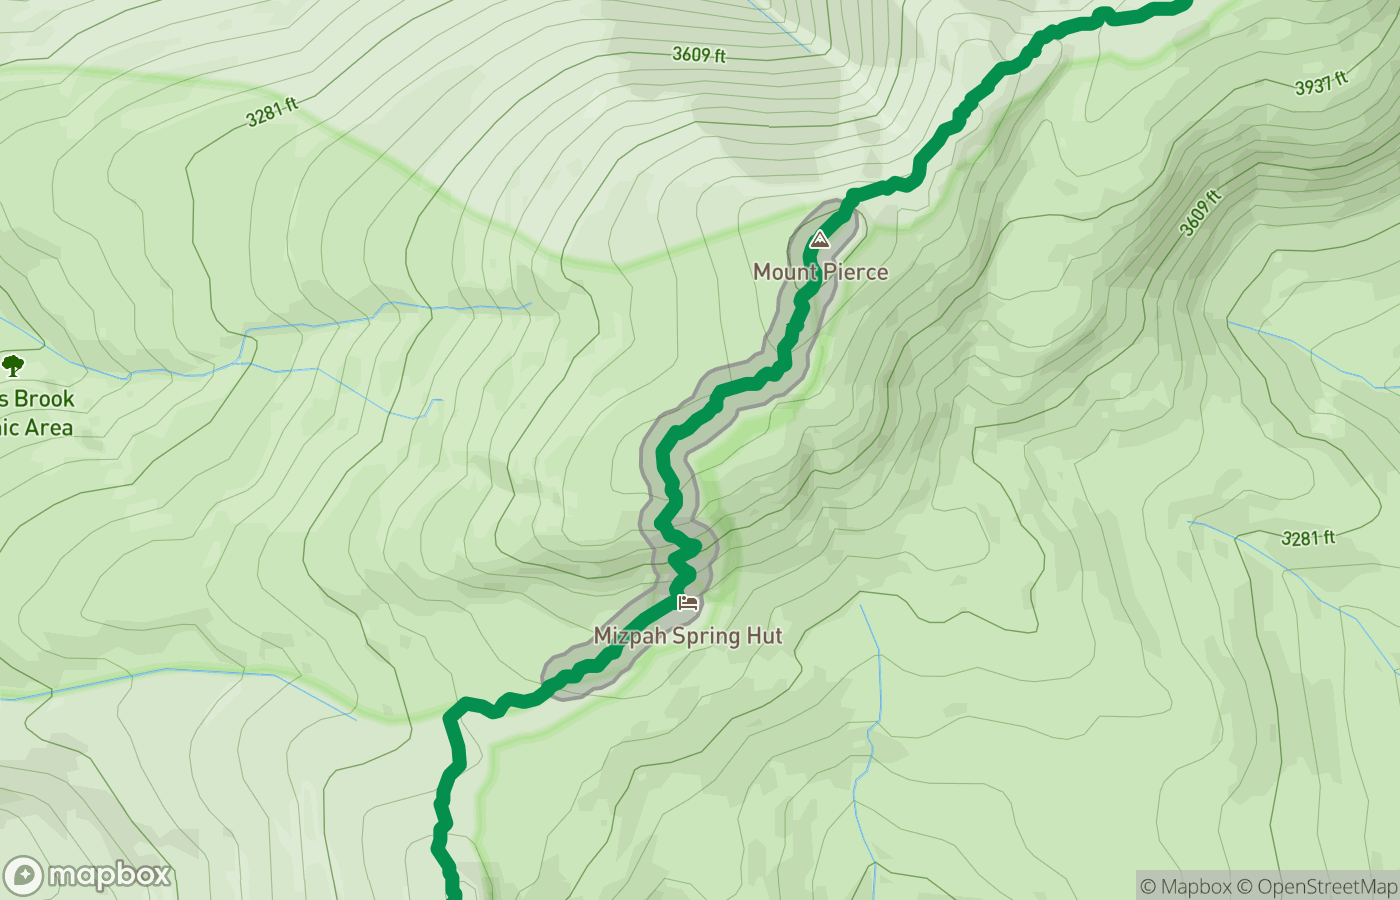 3609 ft
3937 ft
3281 ft
3609 ft
Mount Pierce
s Brook
ic Area
3281 ft
Mizpah Spring Hut
mapbox
© Mapbox © OpenStreetMap